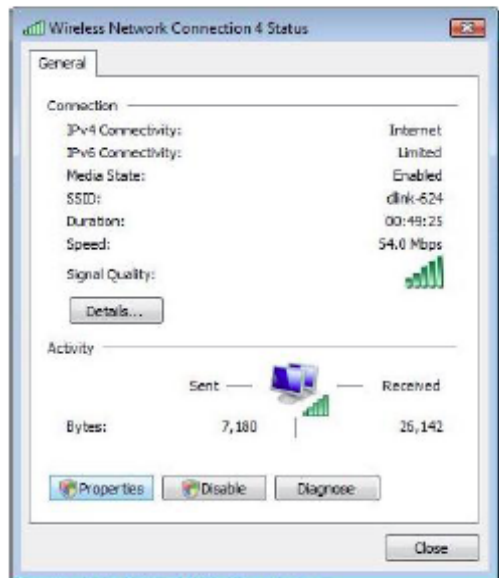 Wireless Network Connection 4 Status
General
Connection
IPv4 Connectivity: Internet
IPv6 Connectivity: Limited
Media State: Enabled
SSID: dlink-624
Duration: 00:49:25
Speed: 54.0 Mbps
Signal Quality:
Details...
Activity
Sent Received
Bytes: 7,180 26,142
Properties Disable Diagnose
Close